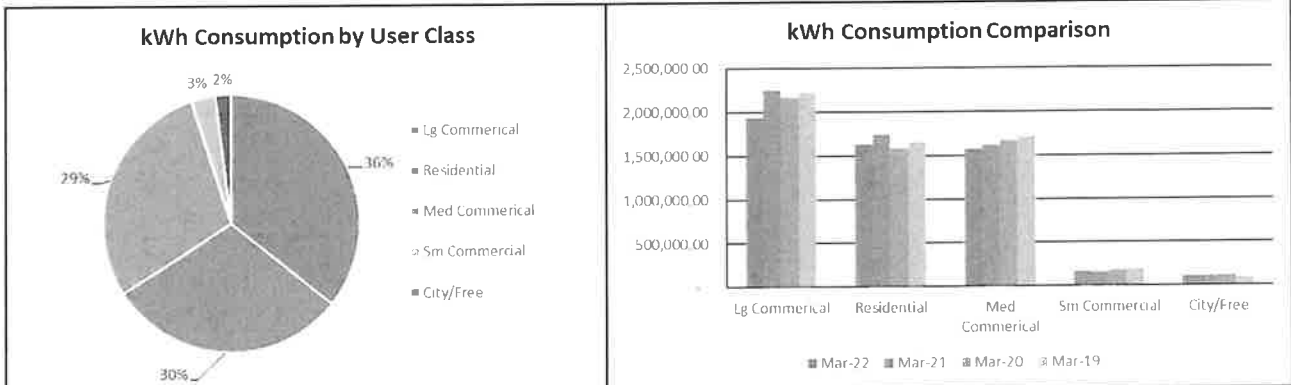 kWh Consumption by User Class
3% 2%
36%
29%
30%
Lg Commerical
Residential
Med Commerical
Sm Commercial
City/Free
kWh Consumption Comparison
2,500,000.00
2,000,000.00
1,500,000.00
1,000,000.00
500,000.00
-
Lg Commerical Residential Med Commerical Sm Commercial City/Free
Mar-22 Mar-21 Mar-20 Mar-19